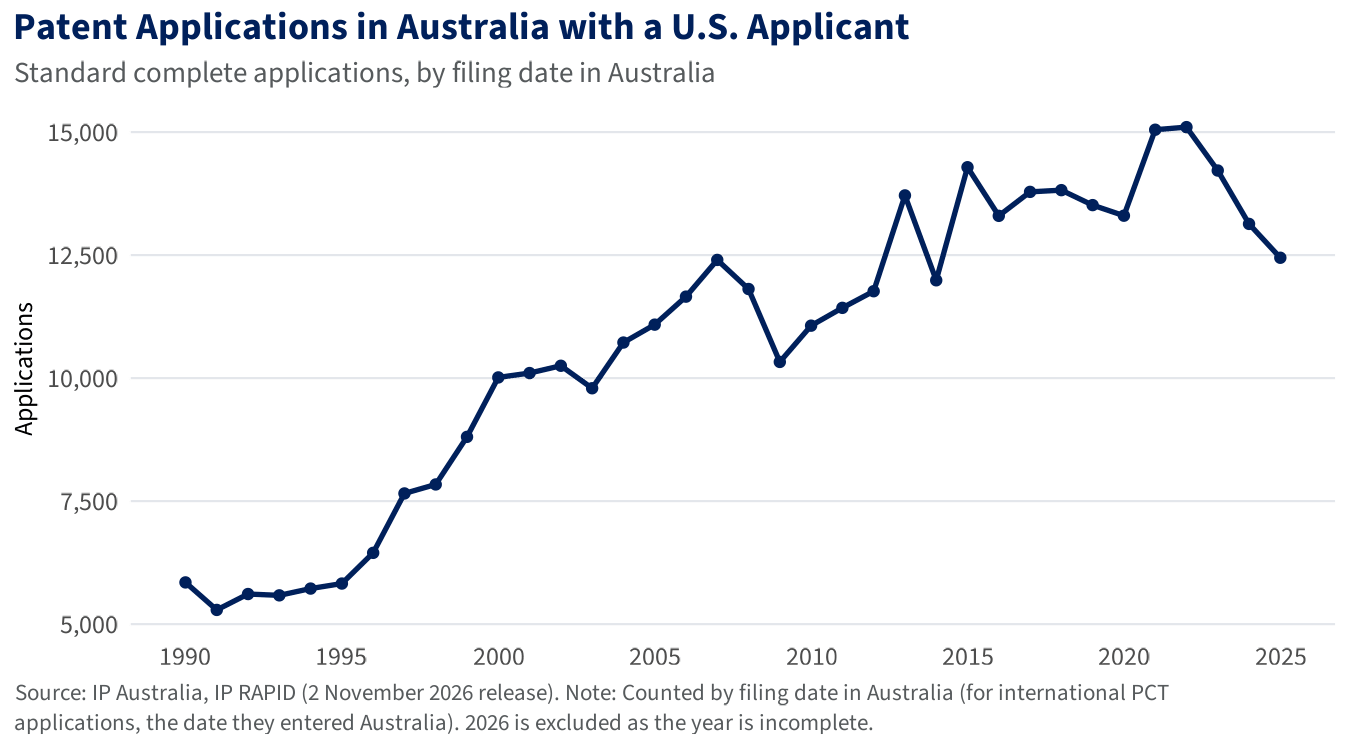 Patent Applications in Australia with a U.S. Applicant
Standard complete applications, by filing date in Australia
Applications
15,000
12,500
10,000
7,500
5,000
1990 1995 2000 2005 2010 2015 2020 2025
Source: IP Australia, IP RAPID (2 November 2026 release). Note: Counted by filing date in Australia (for international PCT
applications, the date they entered Australia). 2026 is excluded as the year is incomplete.